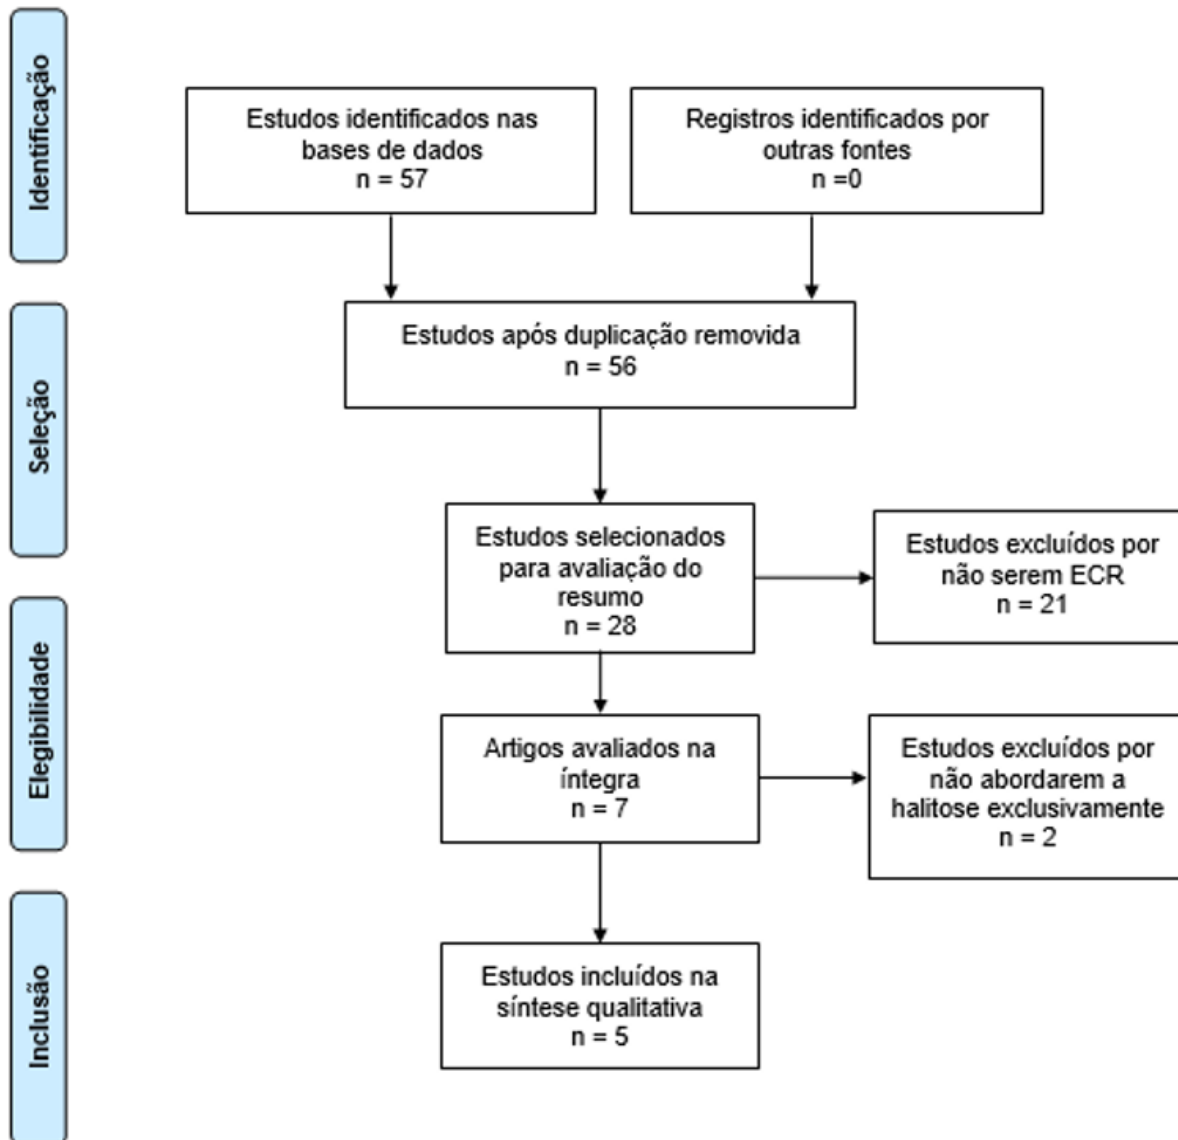 Identificação
Estudos identificados nas
bases de dados
n = 57
Registros identificados por
outras fontes
n =0
Seleção
Estudos após duplicação removida
n = 56
Estudos selecionados
para avaliação do
resumo
n = 28
Estudos excluídos por
não serem ECR
n = 21
Elegibilidade
Artigos avaliados na
íntegra
n = 7
Estudos excluídos por
não abordarem a
halitose exclusivamente
n = 2
Inclusão
Estudos incluídos na
síntese qualitativa
n = 5